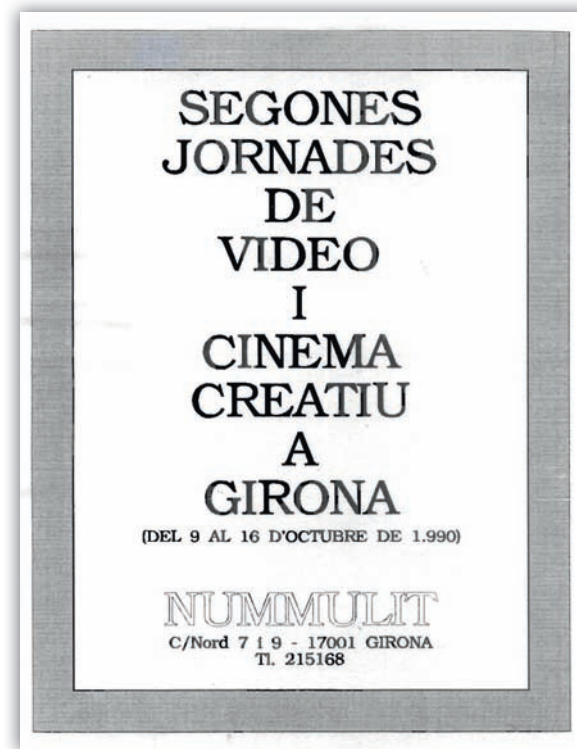 SEGONES
JORNADES
DE
VIDEO
I
CINEMA
CREATIU
A
GIRONA
(DEL 9 AL 16 D'OCTUBRE DE 1.990)
NUMMULIT
C/Nord 7 i 9 - 17001 GIRONA
Tl. 215168